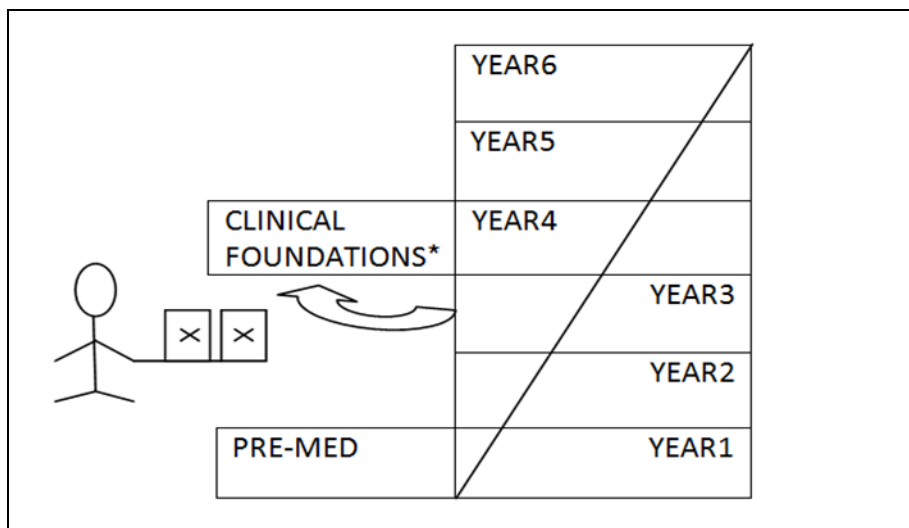 YEAR6
YEAR5
CLINICAL
FOUNDATIONS*
YEAR4
YEAR3
YEAR2
PRE-MED
YEAR1